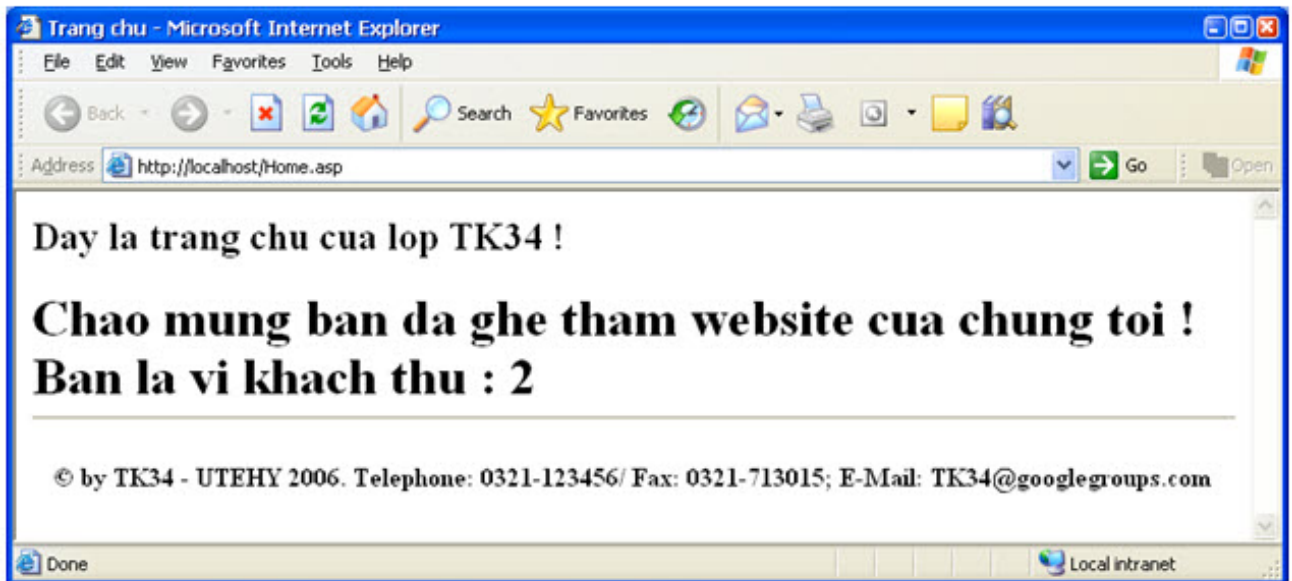 Trang chu - Microsoft Internet Explorer
File Edit View Favorites Tools Help
Back Search Favorites
Address http://localhost/Home.asp Go Open
Day la trang chu cua lop TK34 !
Chao mung ban da ghe tham website cua chung toi !
Ban la vi khach thu : 2
© by TK34 - UTEHY 2006. Telephone: 0321-123456/ Fax: 0321-713015; E-Mail: TK34@googlegroups.com
Done Local intranet